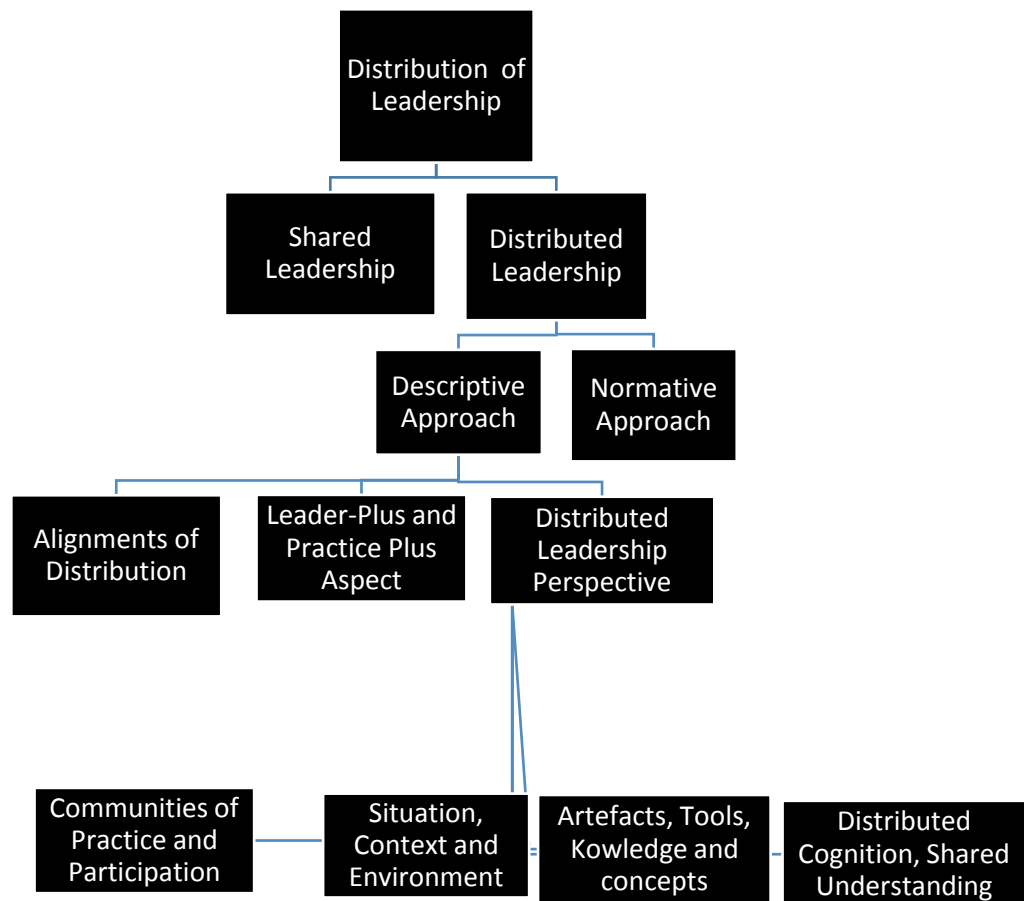 Distribution of
Leadership
Shared
Leadership
Distributed
Leadership
Descriptive
Approach
Normative
Approach
Alignments of
Distribution
Leader-Plus and
Practice Plus
Aspect
Distributed
Leadership
Perspective
Communities of
Practice and
Participation
Situation,
Context and
Environment
Artefacts, Tools,
Kowledge and
concepts
Distributed
Cognition, Shared
Understanding